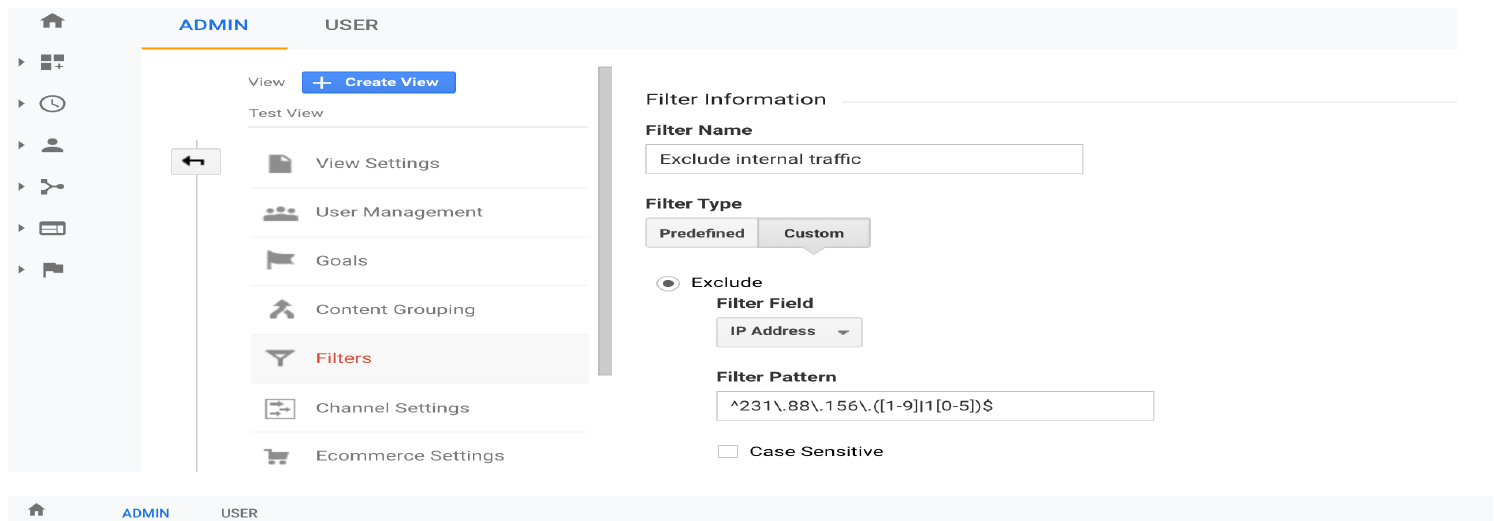 ADMIN USER
View Create View
Test View
View Settings
User Management
Goals
Content Grouping
Filters
Channel Settings
Ecommerce Settings
Filter Information
Filter Name
Exclude internal traffic
Filter Type
Predefined Custom
Exclude
Filter Field
IP Address
Filter Pattern
^231\.88\.156\.([1-9]|1[0-5])$
Case Sensitive
ADMIN USER